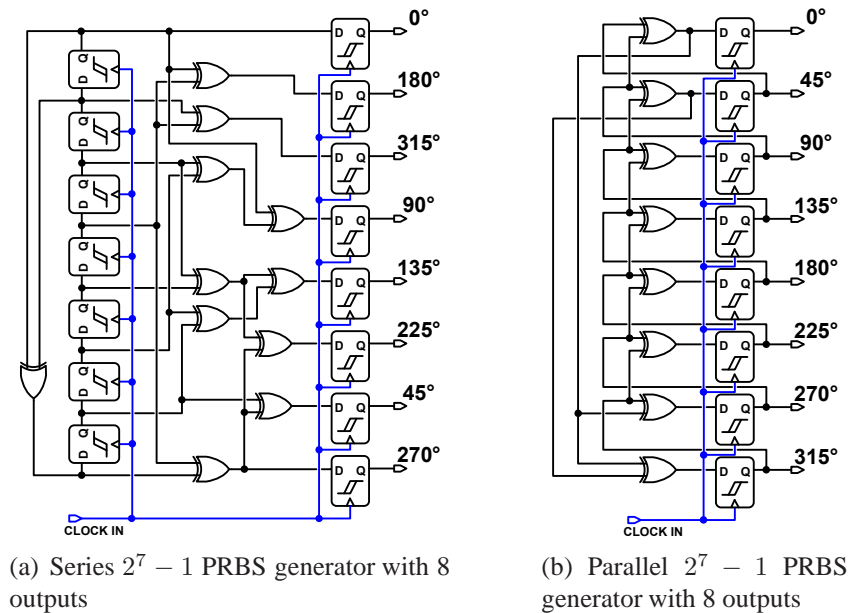 0°
D Q
180°
D Q
315°
D Q
90°
D Q
135°
D Q
225°
D Q
45°
D Q
270°
D Q
D Q
D Q
D Q
D Q
D Q
D Q
D Q
CLOCK IN
(a) Series 2⁷ − 1 PRBS generator with 8
outputs
0°
D Q
45°
D Q
90°
D Q
135°
D Q
180°
D Q
225°
D Q
270°
D Q
315°
D Q
CLOCK IN
(b) Parallel 2⁷ − 1 PRBS
generator with 8 outputs